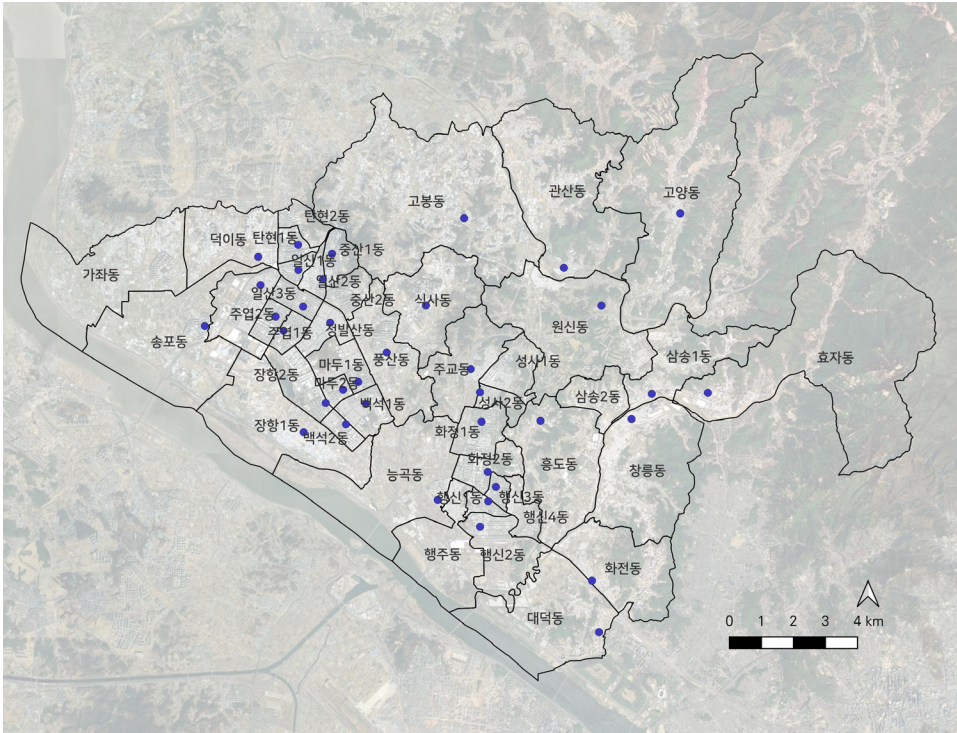 고봉동
관산동
고양동
탄현2동
덕이동
탄현1동
중산1동
일산1동
가좌동
일산2동
일산3동
중산2동
식사동
주엽2동
주엽1동
정발산동
원신동
송포동
풍산동
마두1동
주교동
성사1동
삼송1동
효자동
장항2동
마두2동
백석1동
성사2동
삼송2동
장항1동
백석2동
화정1동
능곡동
화정2동
흥도동
창릉동
행신1동
행신3동
행신4동
행주동
행신2동
화전동
대덕동
0 1 2 3 4 km